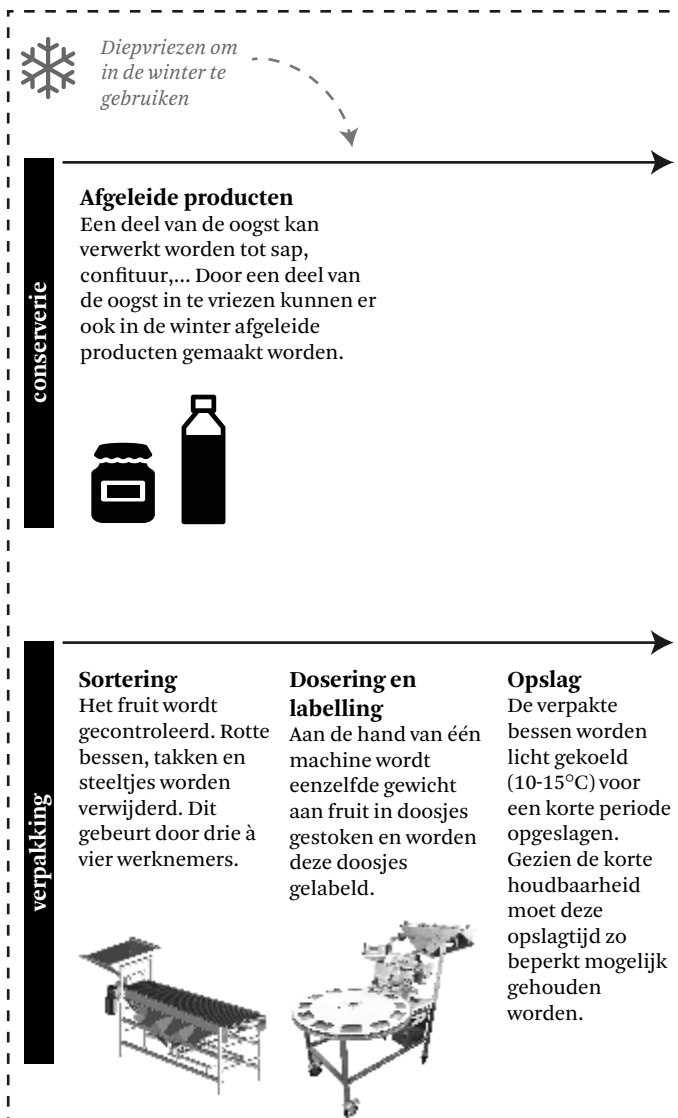 Diepvriezen om
in de winter te
gebruiken
conserverie
Afgeleide producten
Een deel van de oogst kan
verwerkt worden tot sap,
confituur,... Door een deel van
de oogst in te vriezen kunnen er
ook in de winter afgeleide
producten gemaakt worden.
verpakking
Sortering
Het fruit wordt
gecontroleerd. Rotte
bessen, takken en
steeltjes worden
verwijderd. Dit
gebeurt door drie à
vier werknemers.
Dosering en
labelling
Aan de hand van één
machine wordt
eenzelfde gewicht
aan fruit in doosjes
gestoken en worden
deze doosjes
gelabeld.
Opslag
De verpakte
bessen worden
licht gekoeld
(10-15°C) voor
een korte periode
opgeslagen.
Gezien de korte
houdbaarheid
moet deze
opslagtijd zo
beperkt mogelijk
gehouden
worden.